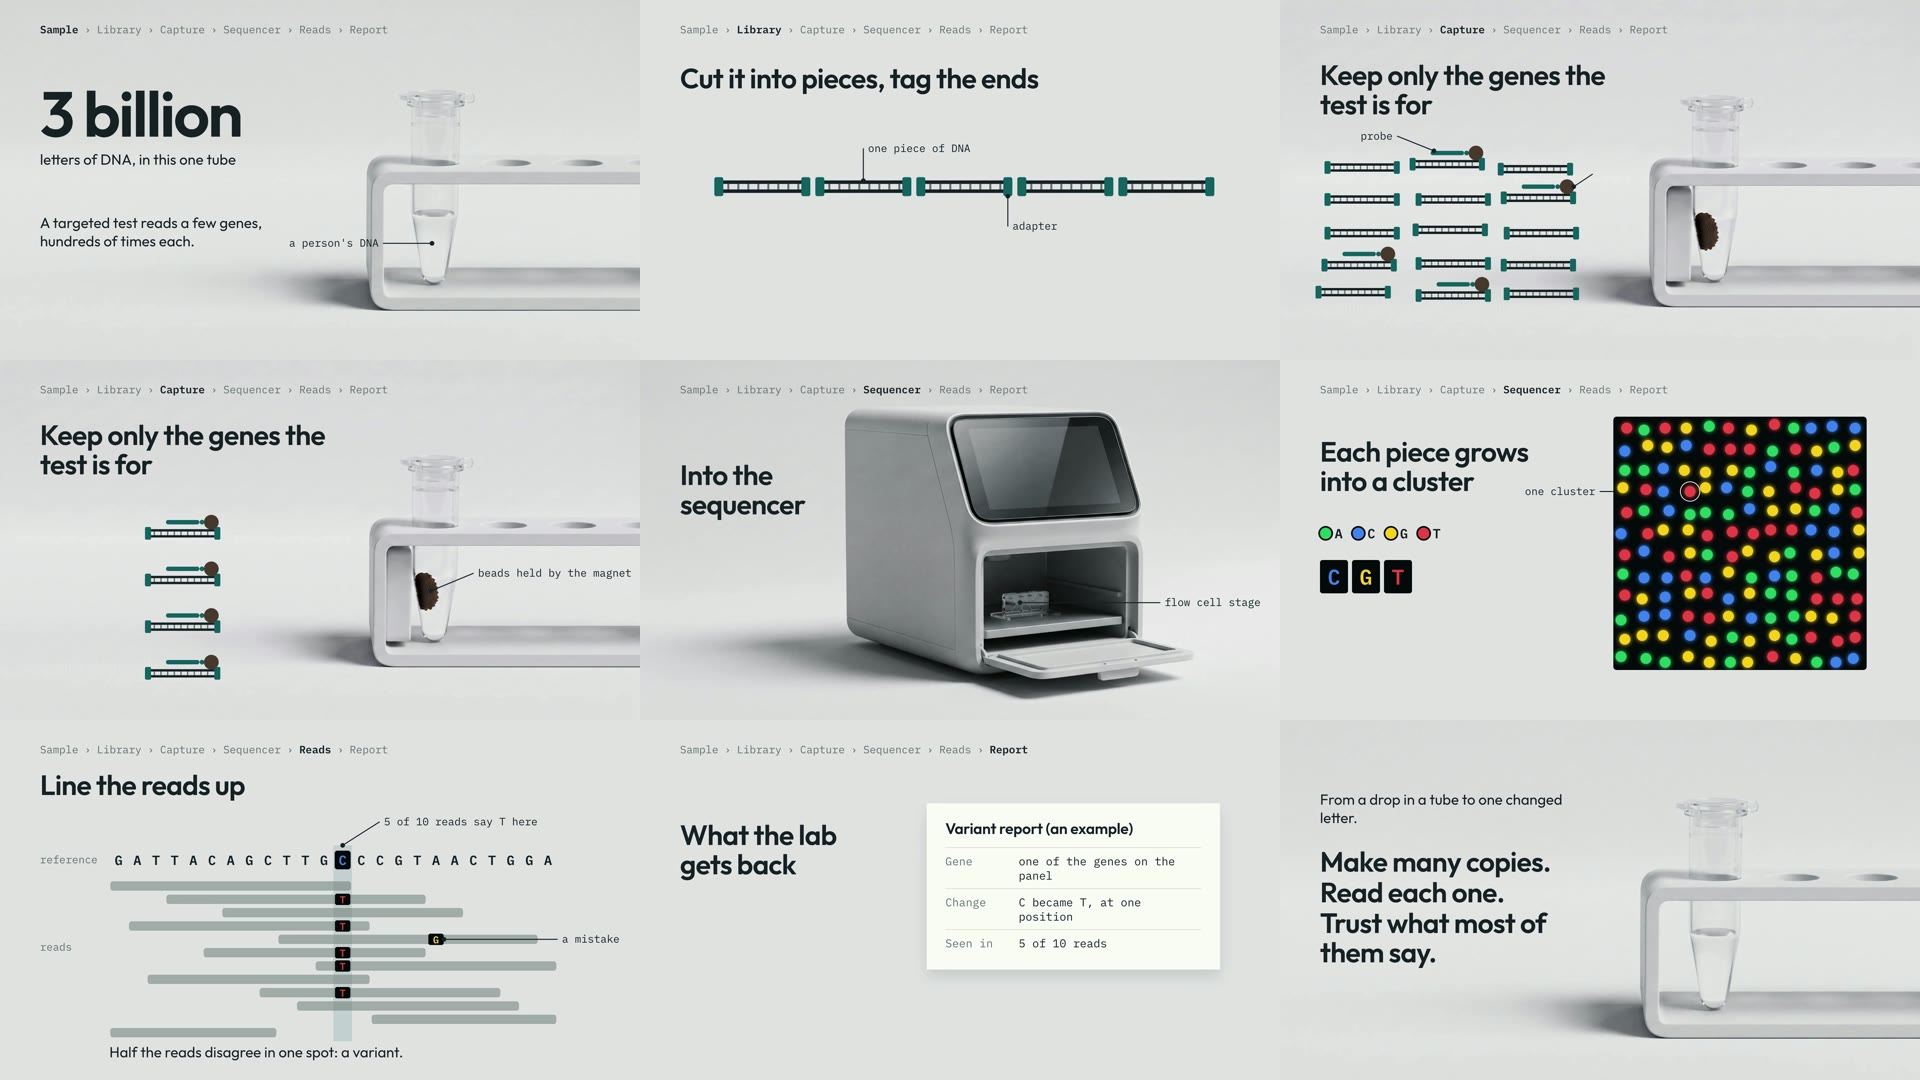 Sample › Library › Capture › Sequencer › Reads › Report
3 billion
letters of DNA, in this one tube
A targeted test reads a few genes,
hundreds of times each.
a person's DNA
Sample › Library › Capture › Sequencer › Reads › Report
Cut it into pieces, tag the ends
one piece of DNA
adapter
Sample › Library › Capture › Sequencer › Reads › Report
Keep only the genes the
test is for
probe
Sample › Library › Capture › Sequencer › Reads › Report
Keep only the genes the
test is for
beads held by the magnet
Sample › Library › Capture › Sequencer › Reads › Report
Into the
sequencer
flow cell stage
Sample › Library › Capture › Sequencer › Reads › Report
Each piece grows
into a cluster
one cluster
A C G T
C G T
Sample › Library › Capture › Sequencer › Reads › Report
Line the reads up
5 of 10 reads say T here
reference G A T T A C A G C T T G C C C G T A A C T G G A
T
T
G a mistake
reads
T
T
T
Half the reads disagree in one spot: a variant.
Sample › Library › Capture › Sequencer › Reads › Report
What the lab
gets back
Variant report (an example)
Gene one of the genes on the
panel
Change C became T, at one
position
Seen in 5 of 10 reads
From a drop in a tube to one changed
letter.
Make many copies.
Read each one.
Trust what most of
them say.